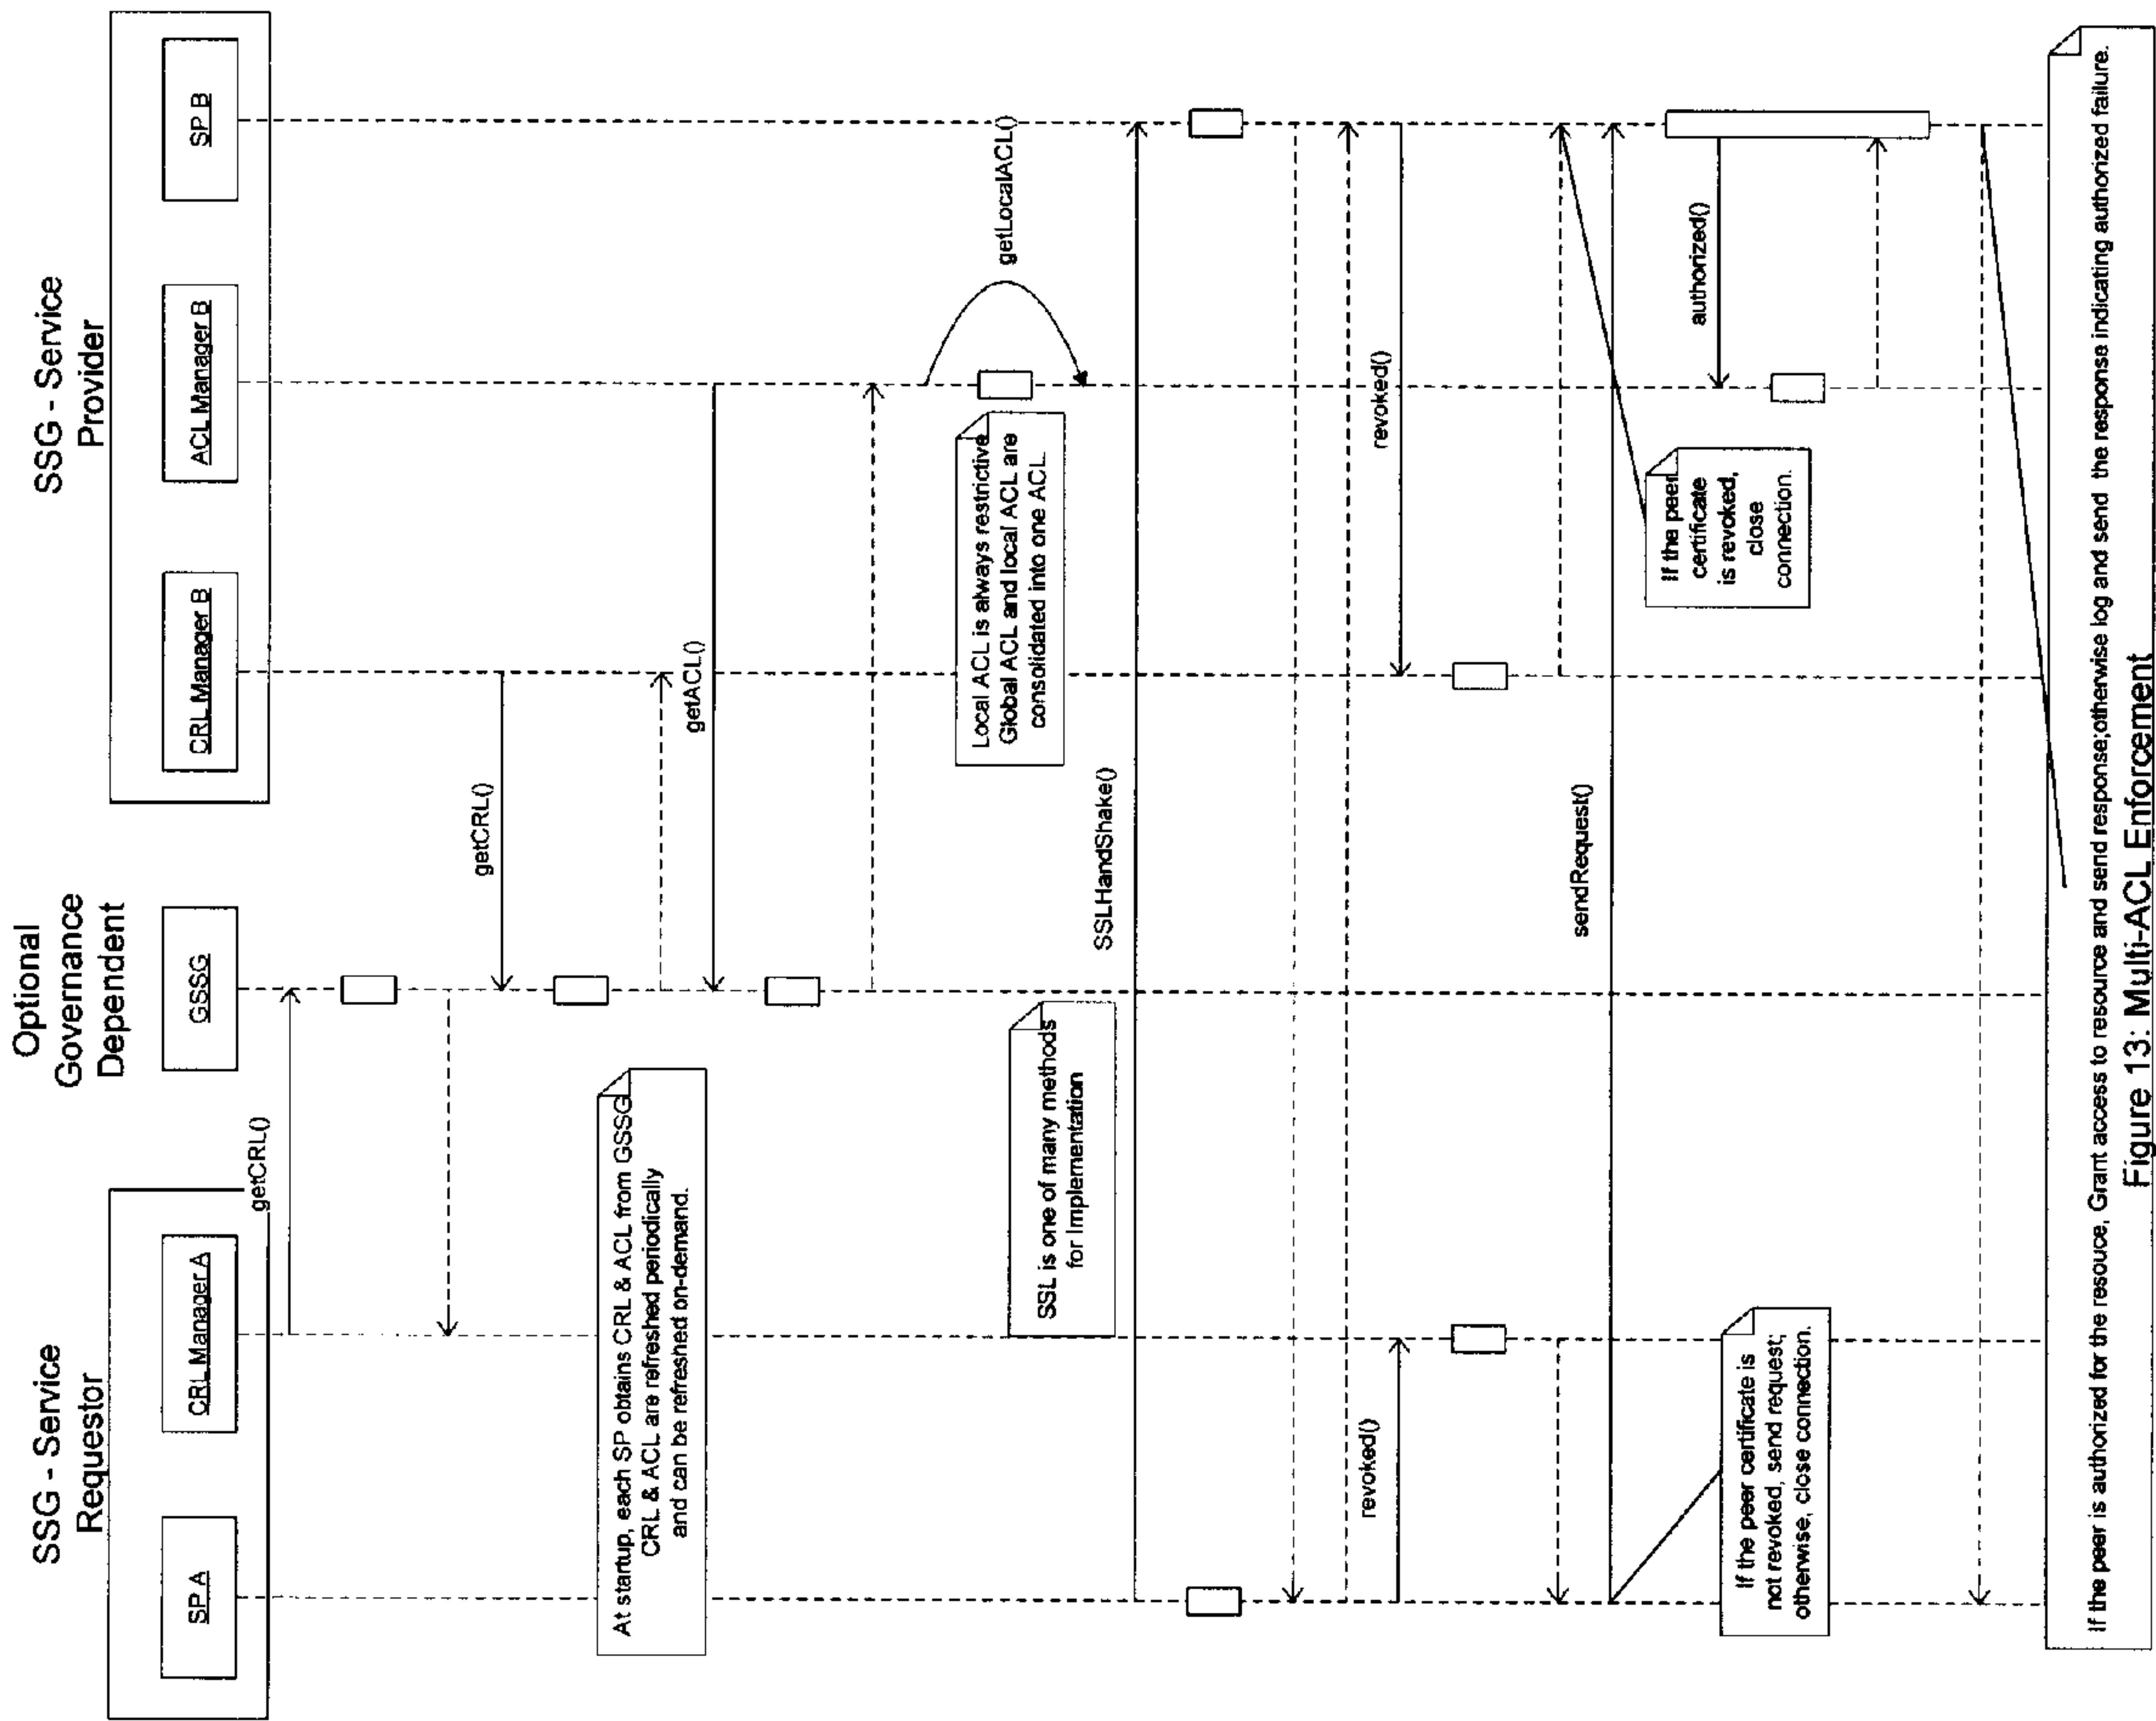 SSG - Service
Requestor
Optional
Governance
Dependent
SSG - Service
Provider
SP A
CRL Manager A
GSSG
CRL Manager B
ACL Manager B
SP B
getCRL()
getCRL()
At startup, each SP obtains CRL & ACL from GSSG
CRL & ACL are refreshed periodically
and can be refreshed on-demand.
getACL()
Local ACL is always restrictive
Global ACL and local ACL are
consolidated into one ACL.
getLocalACL()
SSL is one of many methods
for Implementation
SSLHandShake()
revoked()
revoked()
sendRequest()
If the peer
certificate
is revoked,
close
connection.
authorized()
If the peer certificate is
not revoked, send request;
otherwise, close connection.
If the peer is authorized for the resouce, Grant access to resource and send response;otherwise log and send the response indicating authorized failure.
Figure 13: Multi-ACL Enforcement